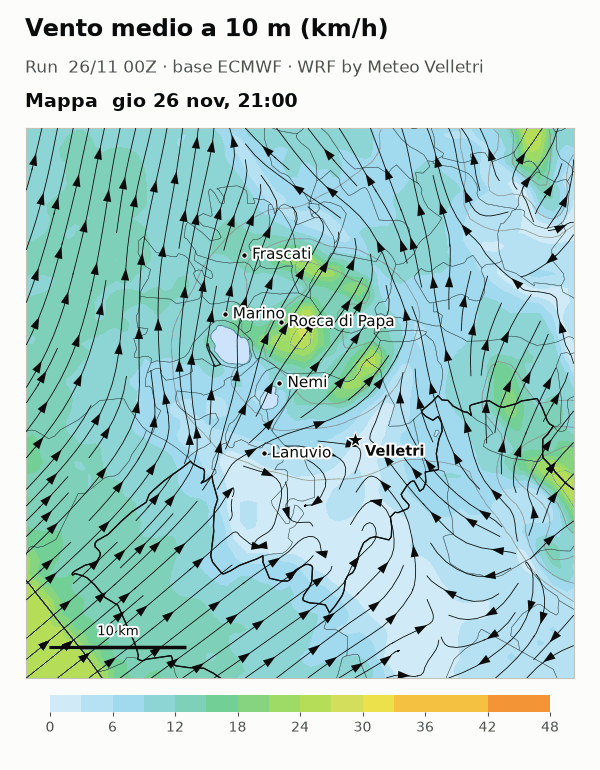 Vento medio a 10 m (km/h)
Run 26/11 00Z · base ECMWF · WRF by Meteo Velletri
Mappa gio 26 nov, 21:00
Frascati
Marino
Rocca di Papa
Nemi
Velletri
Lanuvio
10 km
0 6 12 18 24 30 36 42 48